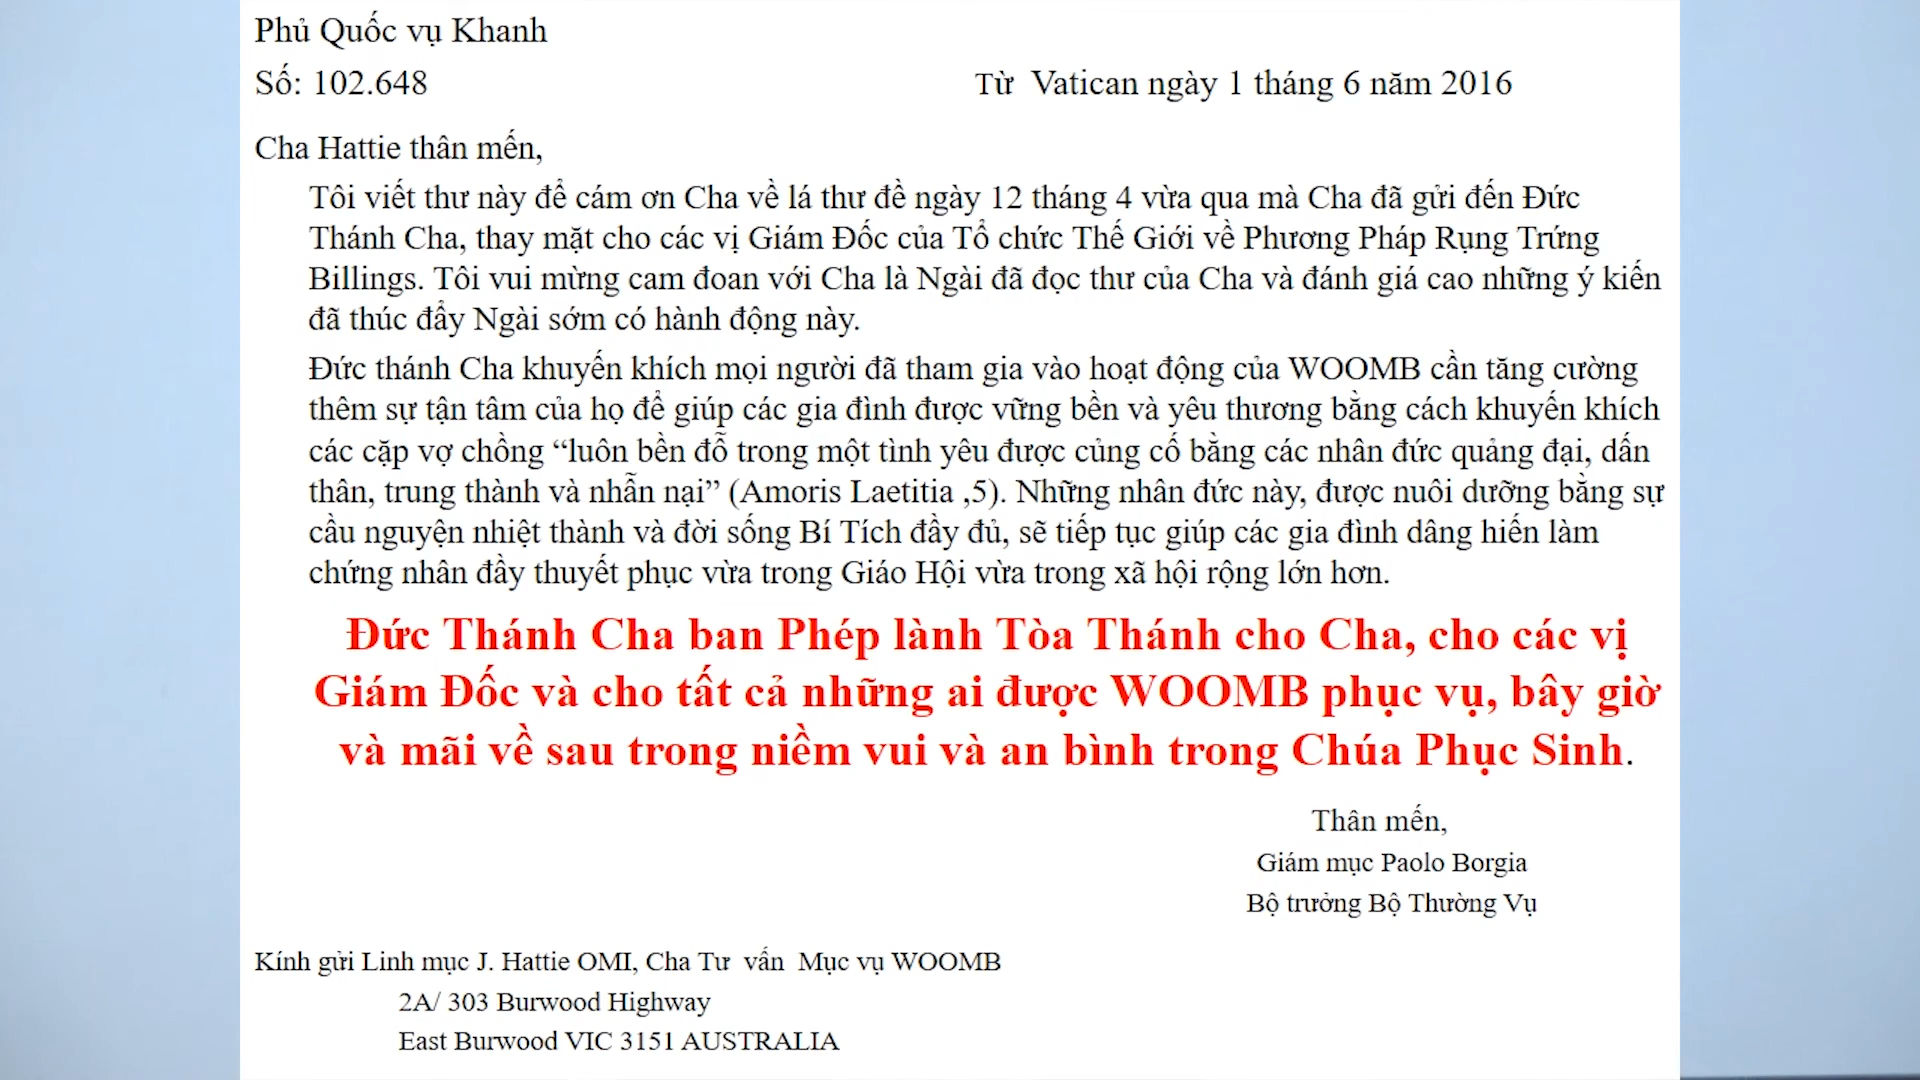 Phủ Quốc vụ Khanh
Số: 102.648 Từ Vatican ngày 1 tháng 6 năm 2016
Cha Hattie thân mến,
Tôi viết thư này để cám ơn Cha về lá thư đề ngày 12 tháng 4 vừa qua mà Cha đã gửi đến Đức
Thánh Cha, thay mặt cho các vị Giám Đốc của Tổ chức Thế Giới về Phương Pháp Rụng Trứng
Billings. Tôi vui mừng cam đoan với Cha là Ngài đã đọc thư của Cha và đánh giá cao những ý kiến
đã thúc đẩy Ngài sớm có hành động này.
Đức thánh Cha khuyến khích mọi người đã tham gia vào hoạt động của WOOMB cần tăng cường
thêm sự tận tâm của họ để giúp các gia đình được vững bền và yêu thương bằng cách khuyến khích
các cặp vợ chồng “luôn bền đỗ trong một tình yêu được củng cố bằng các nhân đức quảng đại, dấn
thân, trung thành và nhẫn nại” (Amoris Laetitia ,5). Những nhân đức này, được nuôi dưỡng bằng sự
cầu nguyện nhiệt thành và đời sống Bí Tích đầy đủ, sẽ tiếp tục giúp các gia đình dâng hiến làm
chứng nhân đầy thuyết phục vừa trong Giáo Hội vừa trong xã hội rộng lớn hơn.
Đức Thánh Cha ban Phép lành Tòa Thánh cho Cha, cho các vị
Giám Đốc và cho tất cả những ai được WOOMB phục vụ, bây giờ
và mãi về sau trong niềm vui và an bình trong Chúa Phục Sinh.
Thân mến,
Giám mục Paolo Borgia
Bộ trưởng Bộ Thường Vụ
Kính gửi Linh mục J. Hattie OMI, Cha Tư vấn Mục vụ WOOMB
2A/ 303 Burwood Highway
East Burwood VIC 3151 AUSTRALIA